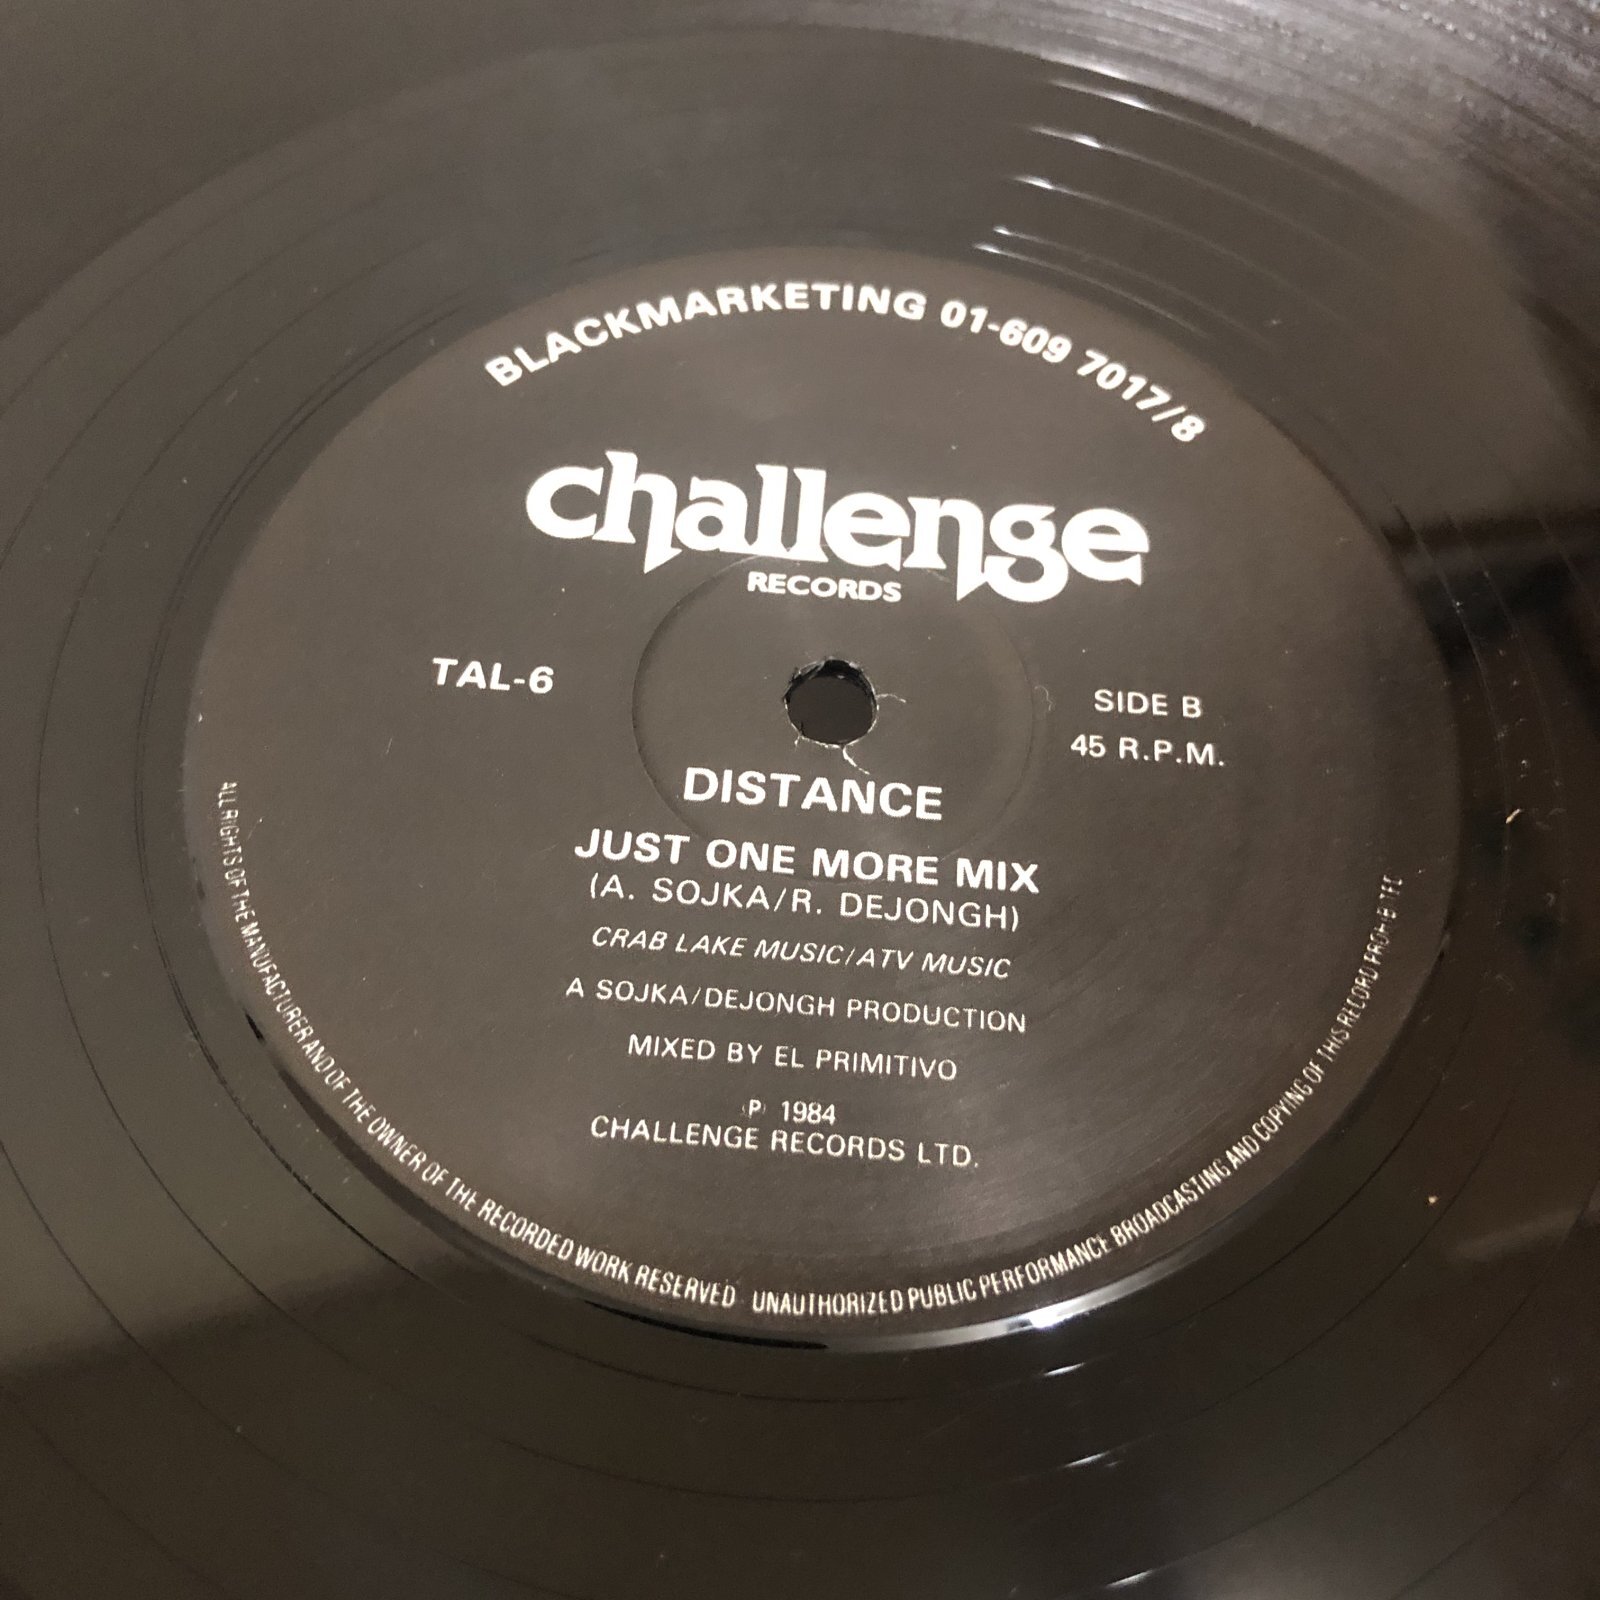 BLACKMARKETING 01-609 7017/8
challenge
RECORDS
TAL-6
SIDE B
45 R.P.M.
DISTANCE
JUST ONE MORE MIX
(A. SOJKA/R. DEJONGH)
CRAB LAKE MUSIC/ATV MUSIC
A SOJKA/DEJONGH PRODUCTION
MIXED BY EL PRIMITIVO
℗ 1984
CHALLENGE RECORDS LTD.
ALL RIGHTS OF THE MANUFACTURER AND OF THE OWNER OF THE RECORDED WORK RESERVED UNAUTHORIZED PUBLIC PERFORMANCE BROADCASTING AND COPYING OF THIS RECORD PROHIBITED